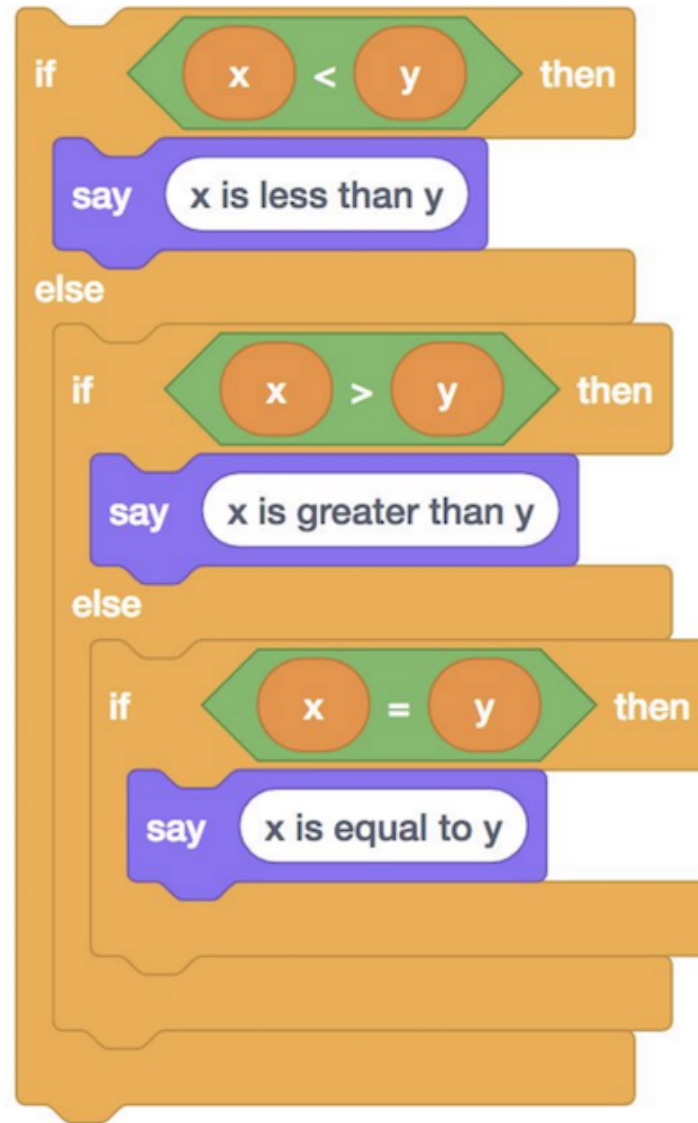 if x < y then
say x is less than y
else
if x > y then
say x is greater than y
else
if x = y then
say x is equal to y